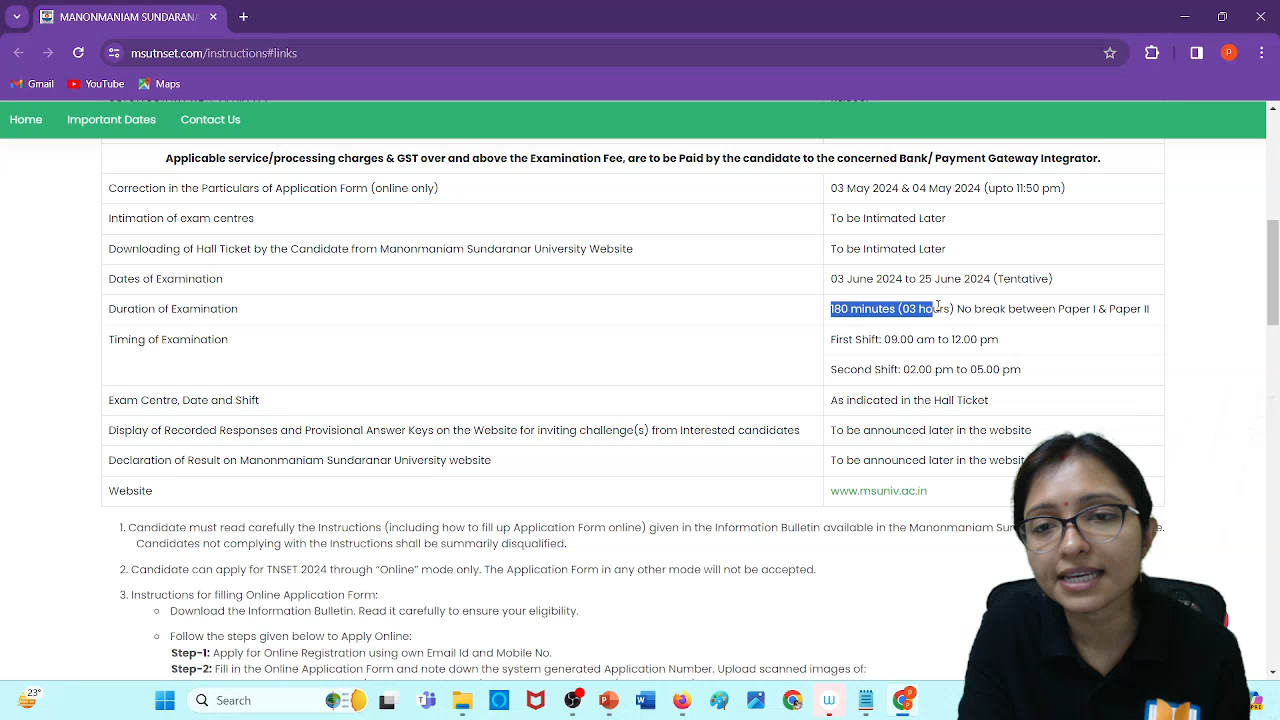 MANONMANIAM SUNDARANA
msutnset.com/instructions#links
Gmail YouTube Maps
Home Important Dates Contact Us
Applicable service/processing charges & GST over and above the Examination Fee, are to be Paid by the candidate to the concerned Bank/ Payment Gateway Integrator.
Correction in the Particulars of Application Form (online only) 03 May 2024 & 04 May 2024 (upto 11:50 pm)
Intimation of exam centres To be Intimated Later
Downloading of Hall Ticket by the Candidate from Manonmaniam Sundaranar University Website To be Intimated Later
Dates of Examination 03 June 2024 to 25 June 2024 (Tentative)
Duration of Examination 180 minutes (03 hours) No break between Paper I & Paper II
Timing of Examination First Shift: 09.00 am to 12.00 pm
Second Shift: 02.00 pm to 05.00 pm
Exam Centre, Date and Shift As indicated in the Hall Ticket
Display of Recorded Responses and Provisional Answer Keys on the Website for inviting challenge(s) from Interested candidates To be announced later in the website
Declaration of Result on Manonmaniam Sundaranar University website To be announced later in the website
Website www.msuniv.ac.in
1. Candidate must read carefully the Instructions (including how to fill up Application Form online) given in the Information Bulletin available in the Manonmaniam Sun
Candidates not complying with the Instructions shall be summarily disqualified.
2. Candidate can apply for TNSET 2024 through "Online" mode only. The Application Form in any other mode will not be accepted.
3. Instructions for filling Online Application Form:
Download the Information Bulletin. Read it carefully to ensure your eligibility.
Follow the steps given below to Apply Online:
Step-1: Apply for Online Registration using own Email Id and Mobile No.
Step-2: Fill in the Online Application Form and note down the system generated Application Number. Upload scanned images of:
23° Search